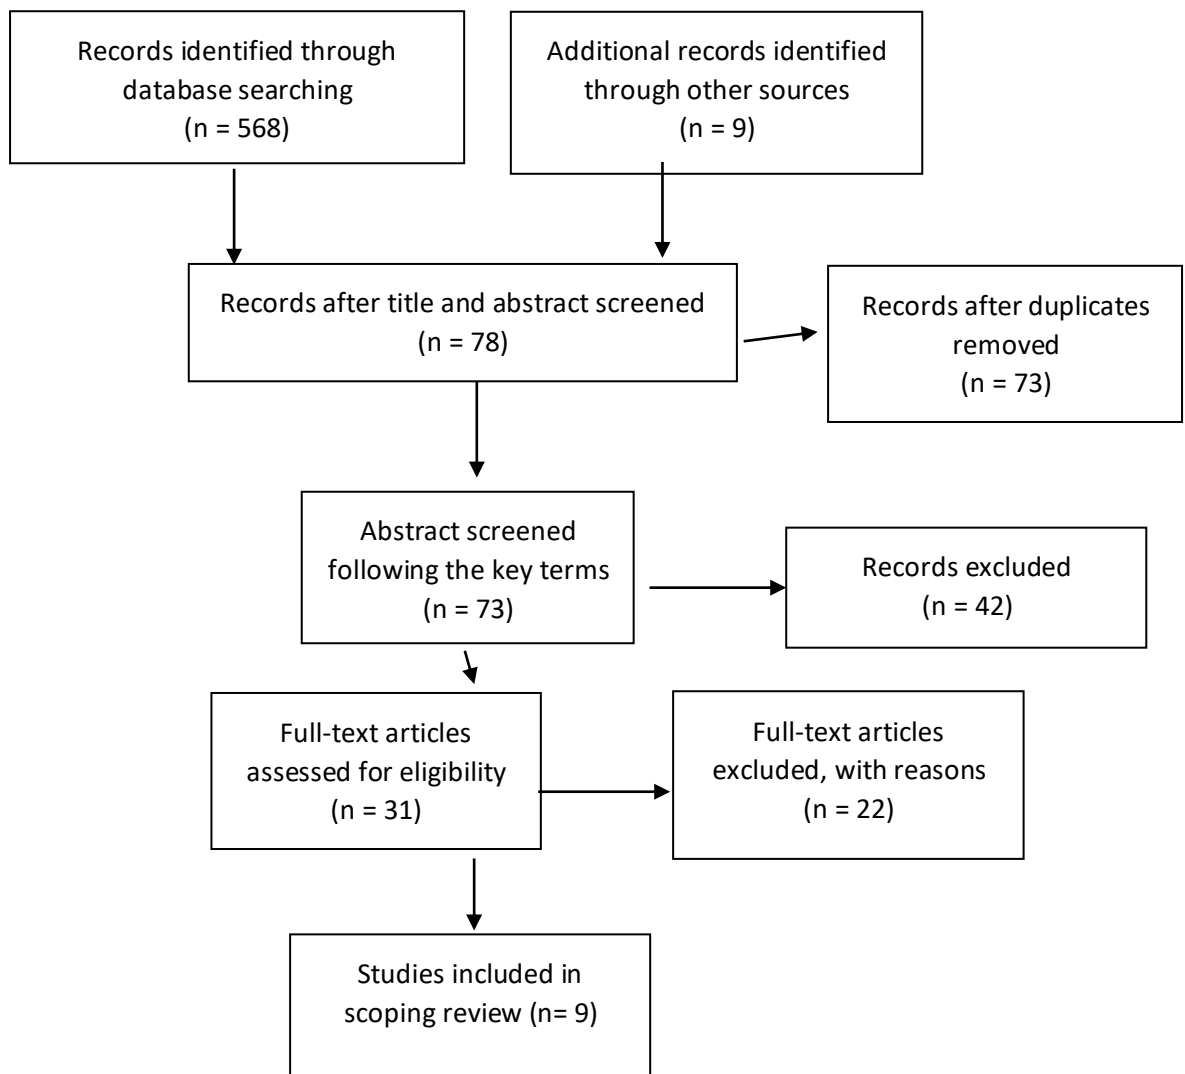 Records identified through
database searching
(n = 568)
Additional records identified
through other sources
(n = 9)
Records after title and abstract screened
(n = 78)
Records after duplicates
removed
(n = 73)
Abstract screened
following the key terms
(n = 73)
Records excluded
(n = 42)
Full-text articles
assessed for eligibility
(n = 31)
Full-text articles
excluded, with reasons
(n = 22)
Studies included in
scoping review (n= 9)